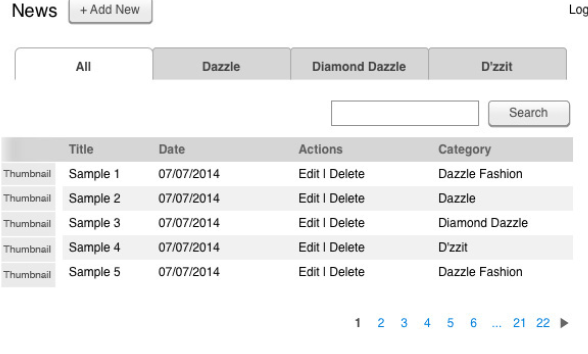 News + Add New Log
All Dazzle Diamond Dazzle D'zzit
Search
Title Date Actions Category
Thumbnail Sample 1 07/07/2014 Edit | Delete Dazzle Fashion
Thumbnail Sample 2 07/07/2014 Edit | Delete Dazzle
Thumbnail Sample 3 07/07/2014 Edit | Delete Diamond Dazzle
Thumbnail Sample 4 07/07/2014 Edit | Delete D'zzit
Thumbnail Sample 5 07/07/2014 Edit | Delete Dazzle Fashion
1 2 3 4 5 6 ... 21 22